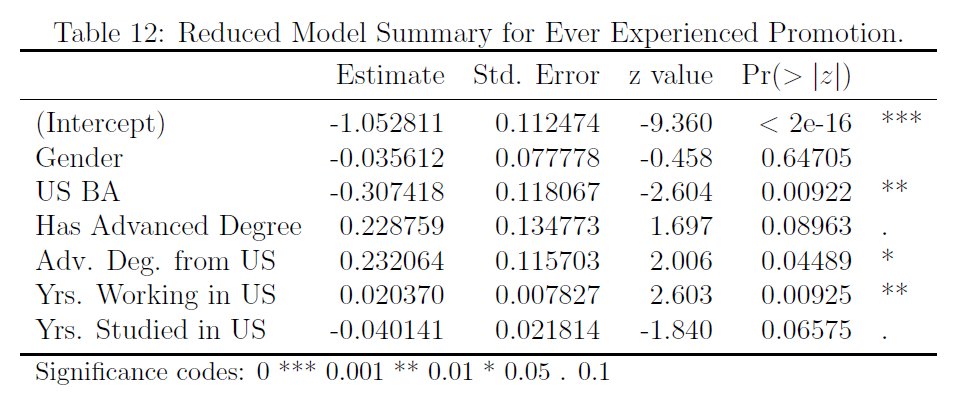 Table 12: Reduced Model Summary for Ever Experienced Promotion.
Estimate Std. Error z value Pr(> |z|)
(Intercept) -1.052811 0.112474 -9.360 < 2e-16 ***
Gender -0.035612 0.077778 -0.458 0.64705
US BA -0.307418 0.118067 -2.604 0.00922 **
Has Advanced Degree 0.228759 0.134773 1.697 0.08963 .
Adv. Deg. from US 0.232064 0.115703 2.006 0.04489 *
Yrs. Working in US 0.020370 0.007827 2.603 0.00925 **
Yrs. Studied in US -0.040141 0.021814 -1.840 0.06575 .
Significance codes: 0 *** 0.001 ** 0.01 * 0.05 . 0.1